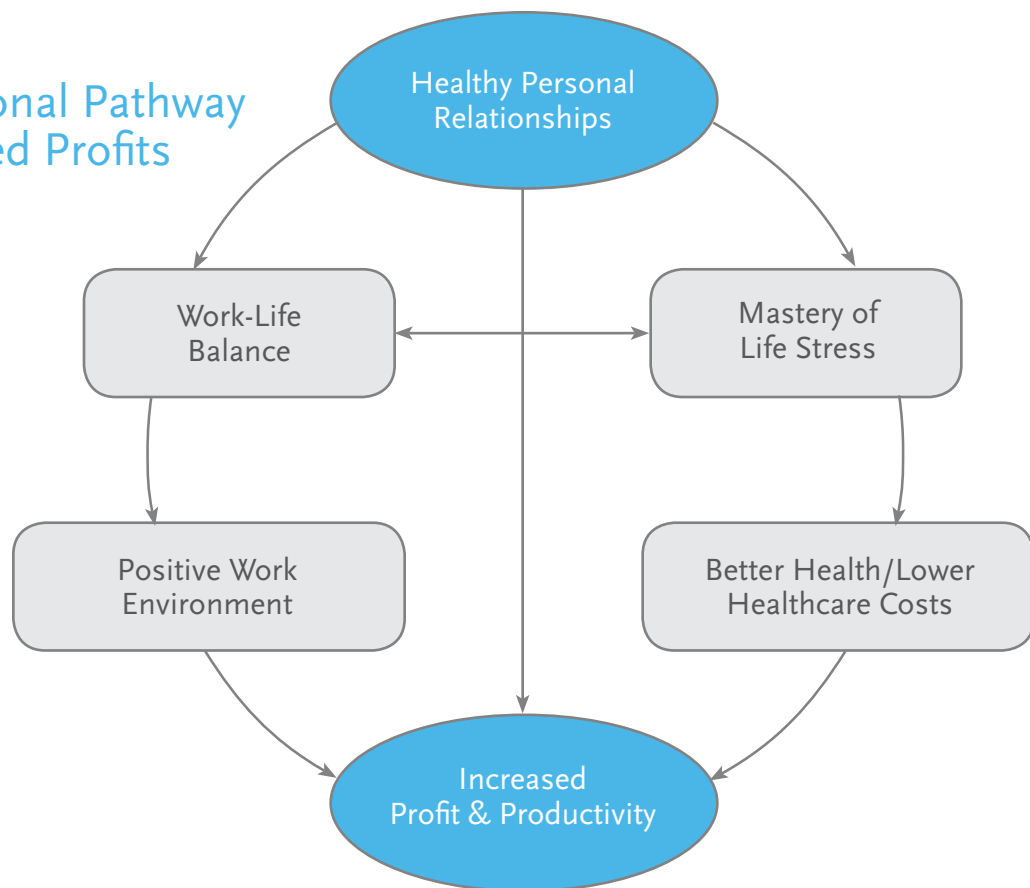 onal Pathway
ed Profits
Healthy Personal
Relationships
Work-Life
Balance
Mastery of
Life Stress
Positive Work
Environment
Better Health/Lower
Healthcare Costs
Increased
Profit & Productivity